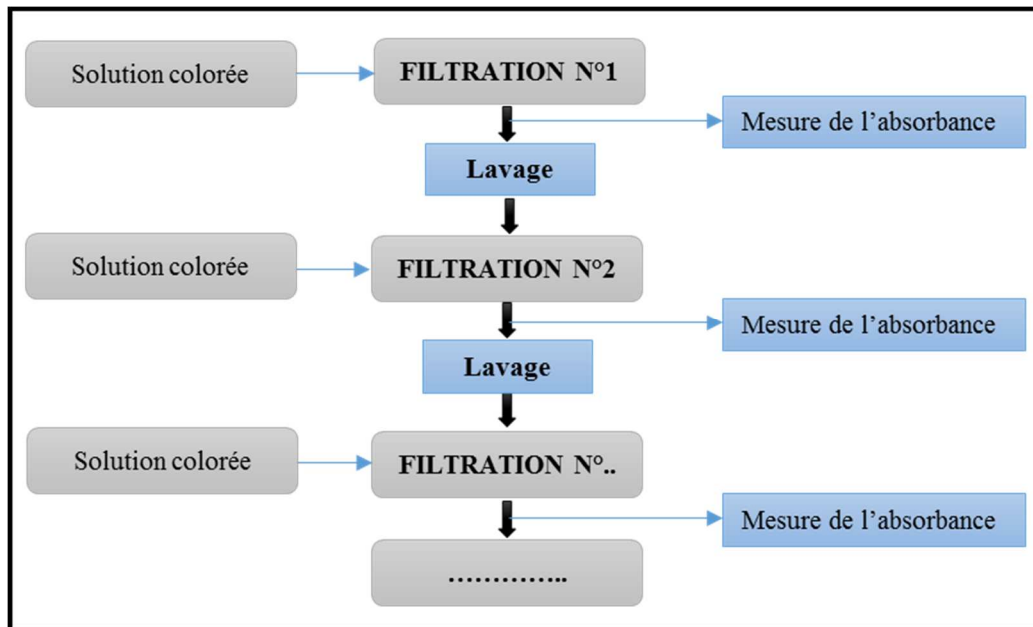 Solution colorée
FILTRATION N°1
Mesure de l’absorbance
Lavage
Solution colorée
FILTRATION N°2
Mesure de l’absorbance
Lavage
Solution colorée
FILTRATION N°..
Mesure de l’absorbance
…………..